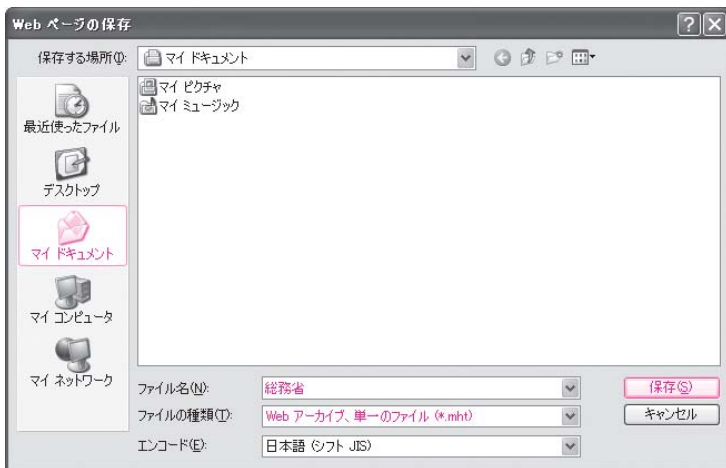 Web ページの保存
保存する場所(I):
マイ ドキュメント
マイ ピクチャ
マイ ミュージック
最近使ったファイル
デスクトップ
マイ ドキュメント
マイ コンピュータ
マイ ネットワーク
ファイル名(N):
総務省
保存(S)
ファイルの種類(T):
Web アーカイブ、単一のファイル (*.mht)
キャンセル
エンコード(E):
日本語 (シフト JIS)